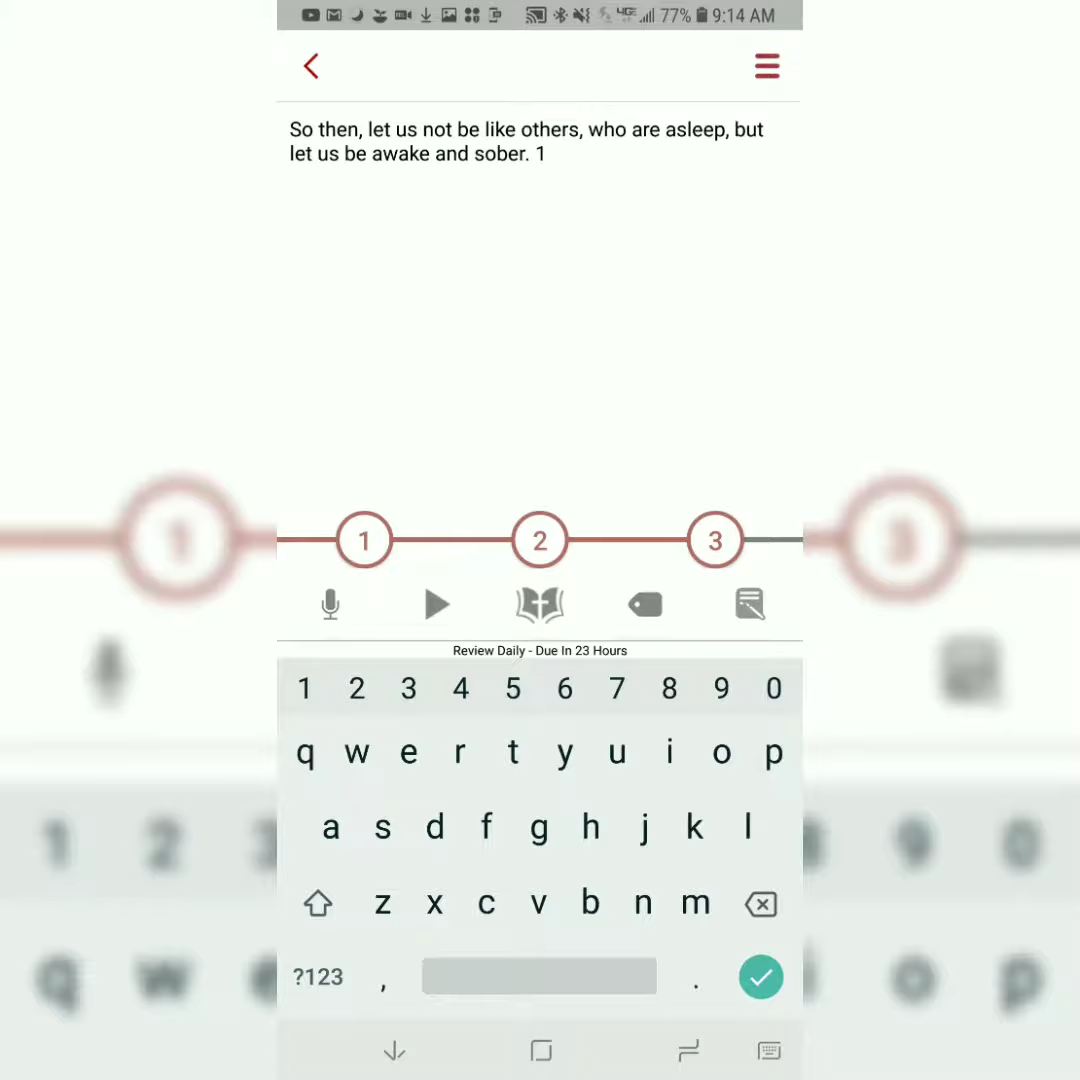 77% 9:14 AM
So then, let us not be like others, who are asleep, but
let us be awake and sober. 1
1 2 3
Review Daily - Due In 23 Hours
1 2 3 4 5 6 7 8 9 0
q w e r t y u i o p
a s d f g h j k l
z x c v b n m
?123 , .